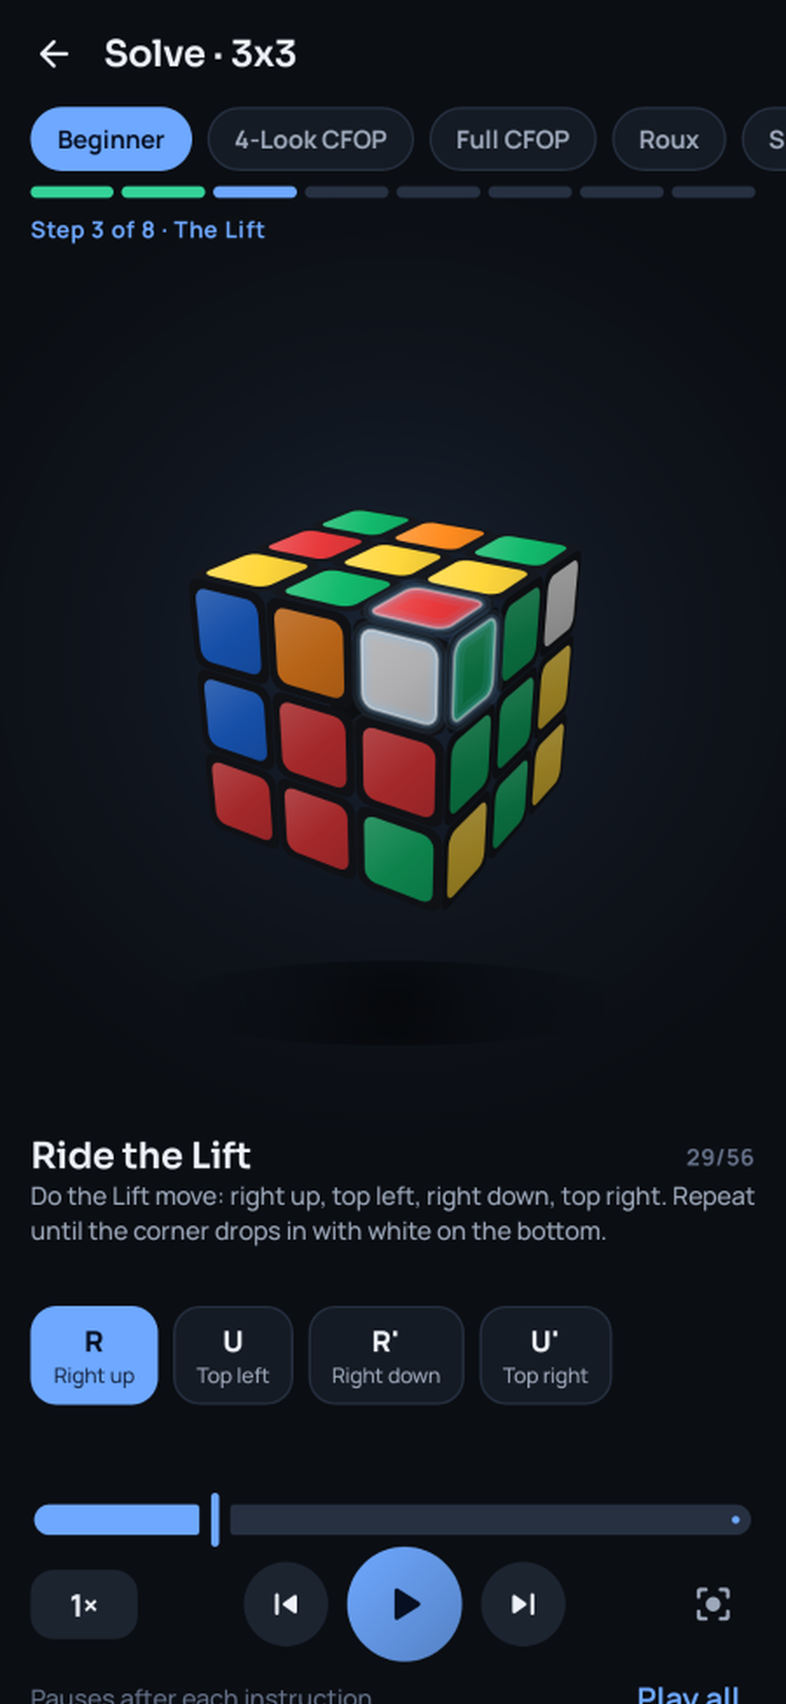 Solve · 3x3
Beginner
4-Look CFOP
Full CFOP
Roux
S
Step 3 of 8 · The Lift
Ride the Lift
29/56
Do the Lift move: right up, top left, right down, top right. Repeat
until the corner drops in with white on the bottom.
R
Right up
U
Top left
R'
Right down
U'
Top right
1×
Pauses after each instruction
Play all